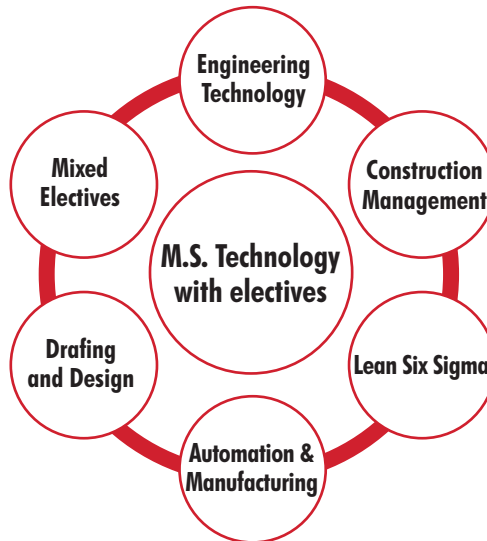 Engineering
Technology
Mixed
Electives
Construction
Management
M.S. Technology
with electives
Drafing
and Design
Lean Six Sigma
Automation &
Manufacturing